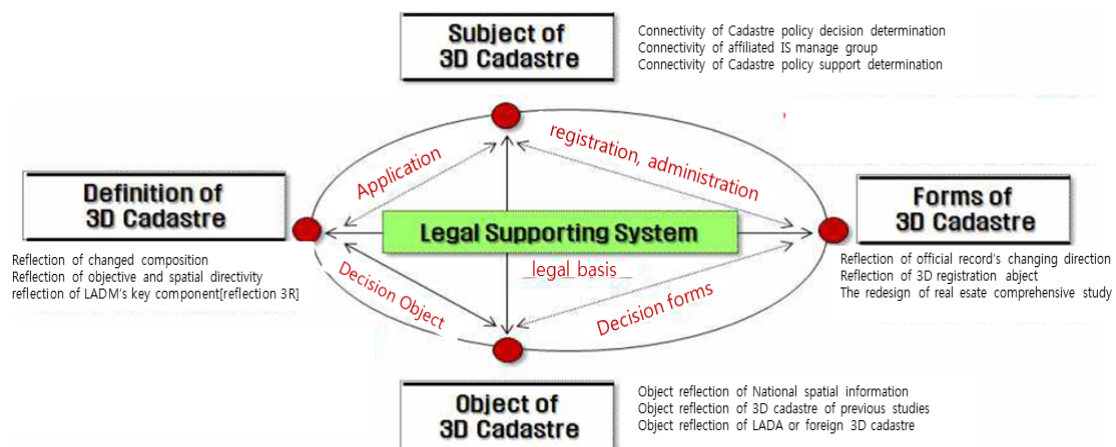 Subject of
3D Cadastre
Connectivity of Cadastre policy decision determination
Connectivity of affiliated IS manage group
Connectivity of Cadastre policy support determination
Application
registration, administration
Definition of
3D Cadastre
Reflection of changed composition
Reflection of objective and spatial directivity
reflection of LADM's key component[reflection 3R]
Legal Supporting System
legal basis
Forms of
3D Cadastre
Reflection of official record's changing direction
Reflection of 3D registration abject
The redesign of real esate comprehensive study
Decision Object
Decision forms
Object of
3D Cadastre
Object reflection of National spatial information
Object reflection of 3D cadastre of previous studies
Object reflection of LADA or foreign 3D cadastre